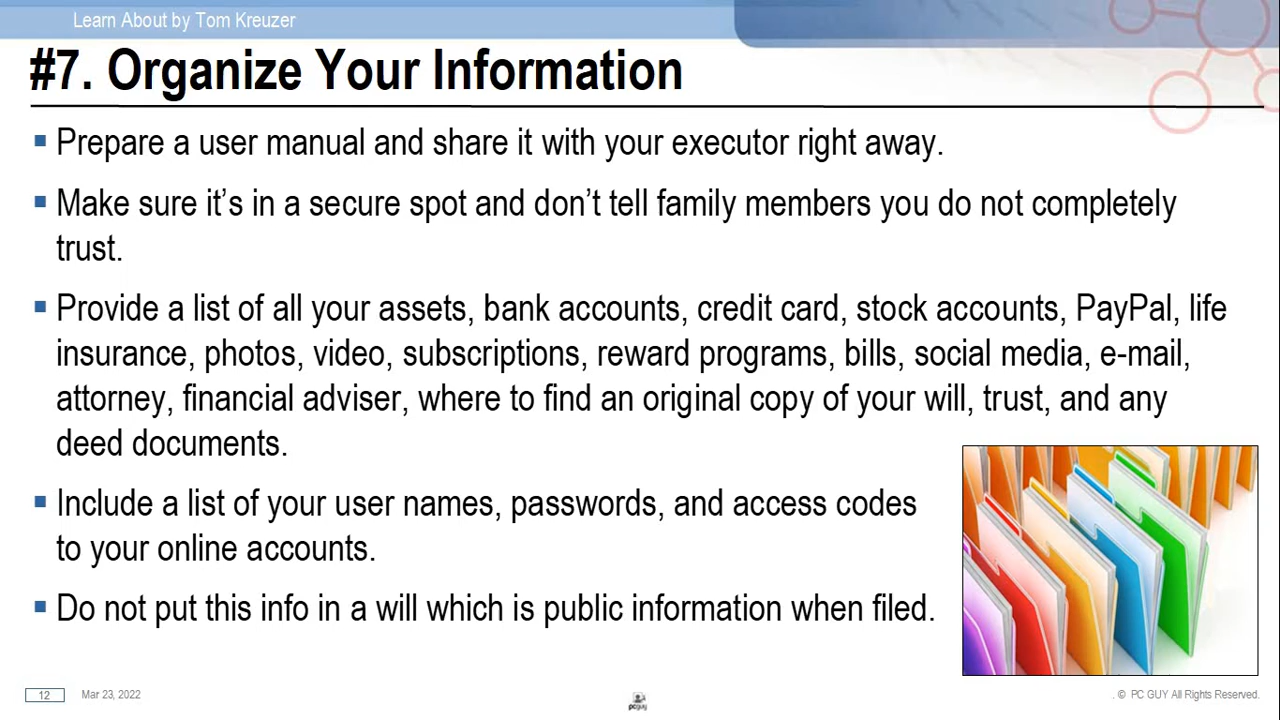 Learn About by Tom Kreuzer
#7. Organize Your Information
▪ Prepare a user manual and share it with your executor right away.
▪ Make sure it’s in a secure spot and don’t tell family members you do not completely
trust.
▪ Provide a list of all your assets, bank accounts, credit card, stock accounts, PayPal, life
insurance, photos, video, subscriptions, reward programs, bills, social media, e-mail,
attorney, financial adviser, where to find an original copy of your will, trust, and any
deed documents.
▪ Include a list of your user names, passwords, and access codes
to your online accounts.
▪ Do not put this info in a will which is public information when filed.
12
Mar 23, 2022
pcguy
. © PC GUY All Rights Reserved.